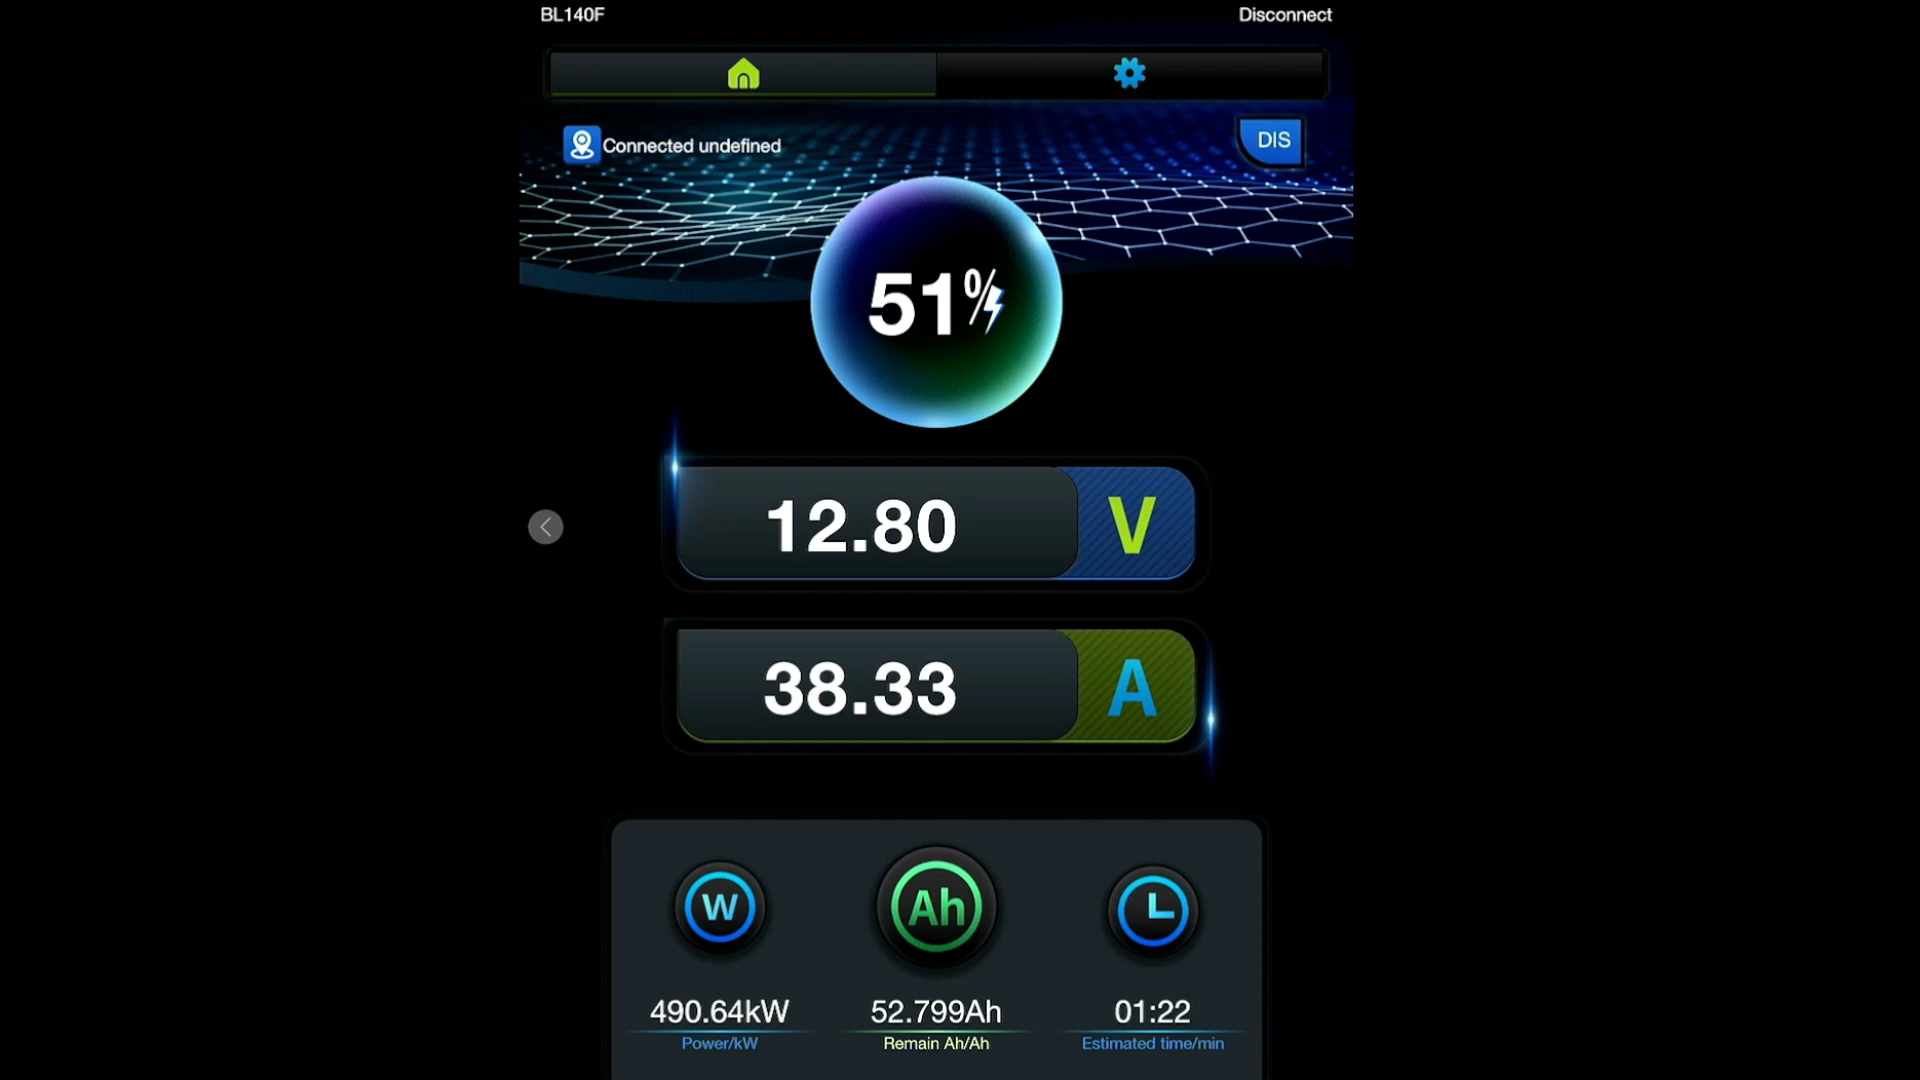 BL140F
Disconnect
Connected undefined
DIS
51%
12.80 V
38.33 A
W
Ah
490.64kW
52.799Ah
01:22
Power/kW
Remain Ah/Ah
Estimated time/min